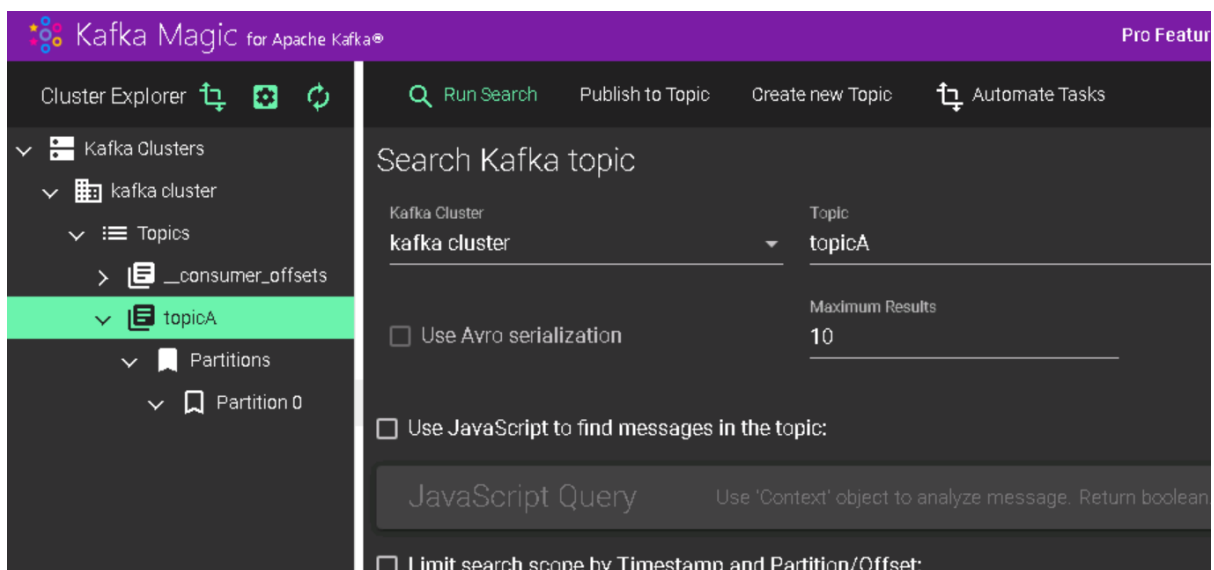 Kafka Magic for Apache Kafka®
Pro Featur
Cluster Explorer
Run Search Publish to Topic Create new Topic Automate Tasks
Kafka Clusters
kafka cluster
Topics
__consumer_offsets
topicA
Partitions
Partition 0
Search Kafka topic
Kafka Cluster
kafka cluster
Topic
topicA
Use Avro serialization
Maximum Results
10
Use JavaScript to find messages in the topic:
JavaScript Query Use 'Context' object to analyze message. Return boolean.
Limit search scope by Timestamp and Partition/Offset: